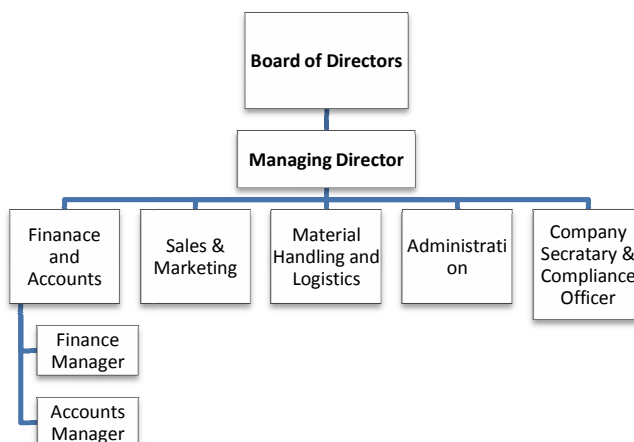 Board of Directors
Managing Director
Finanace
and
Accounts
Sales &
Marketing
Material
Handling and
Logistics
Administrati
on
Company
Secratary &
Compliance
Officer
Finance
Manager
Accounts
Manager